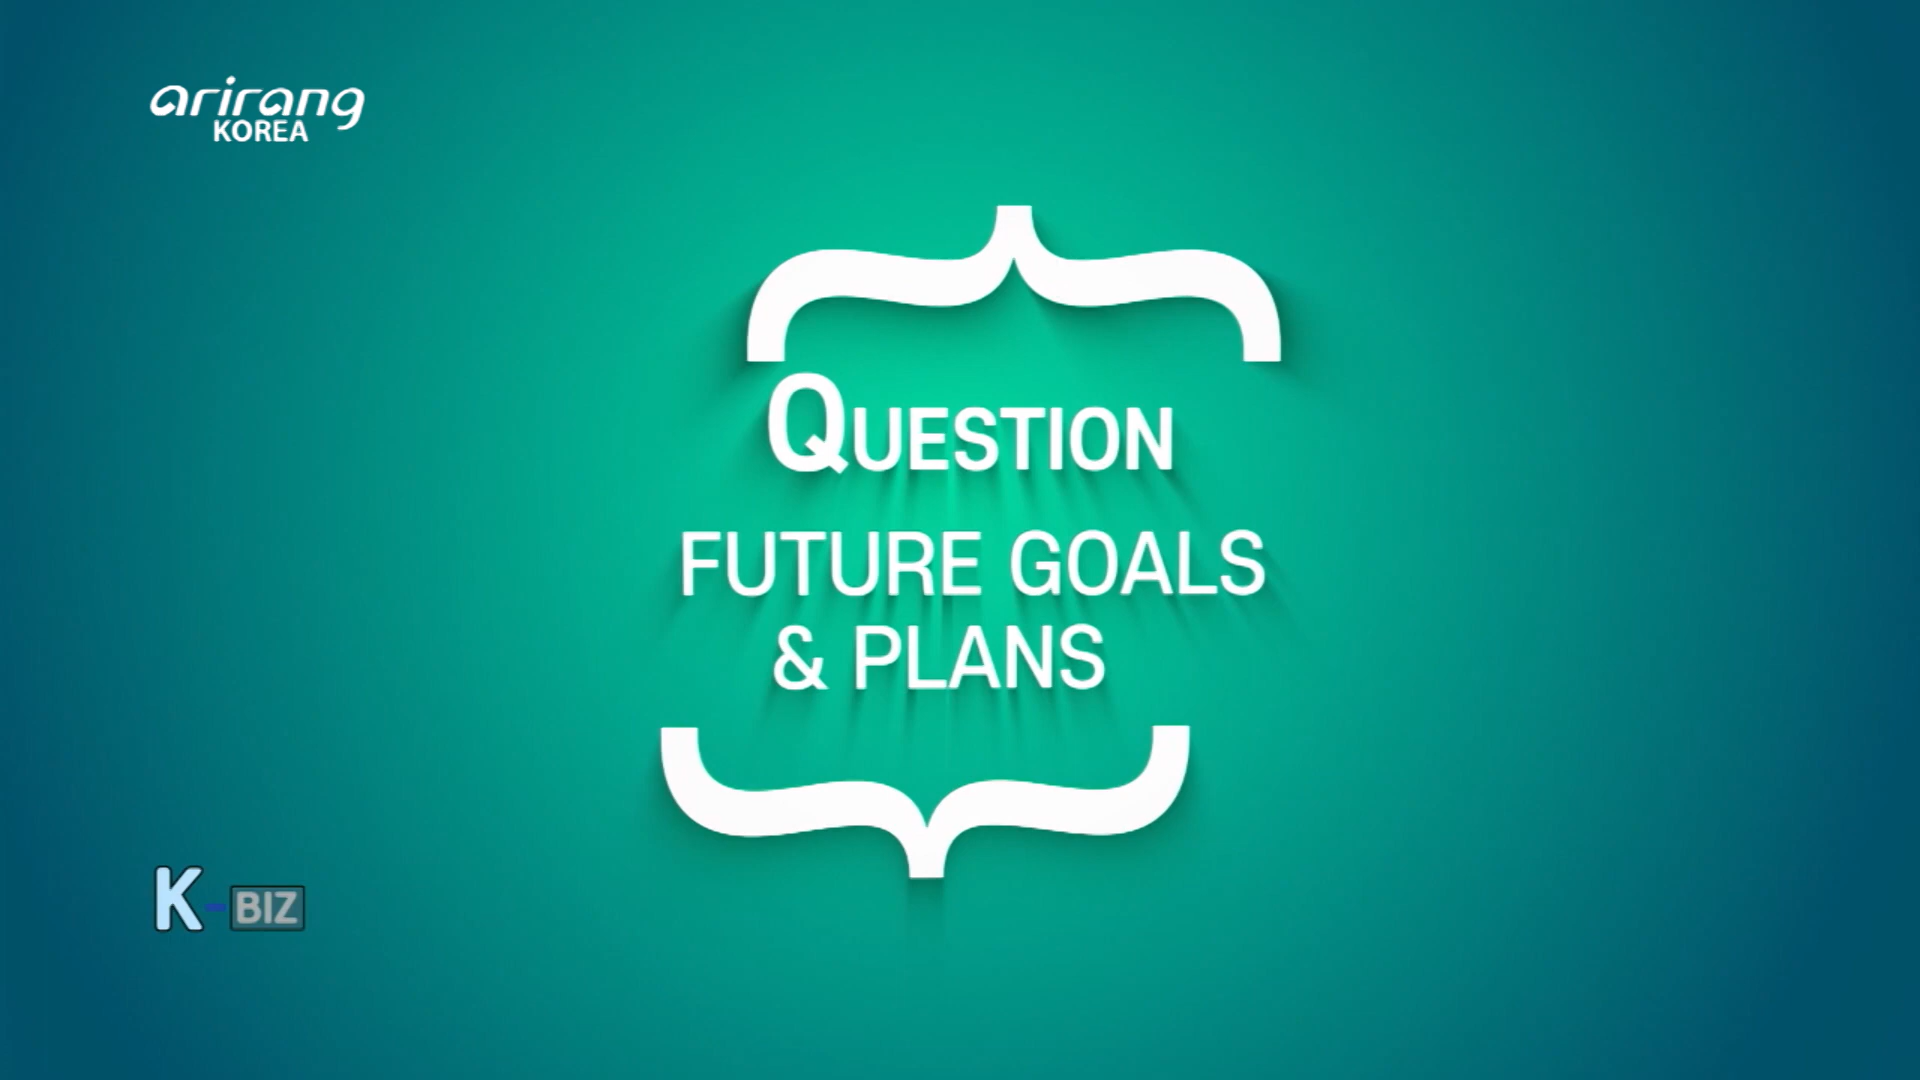 arirang
KOREA
QUESTION
FUTURE GOALS
& PLANS
K-BIZ